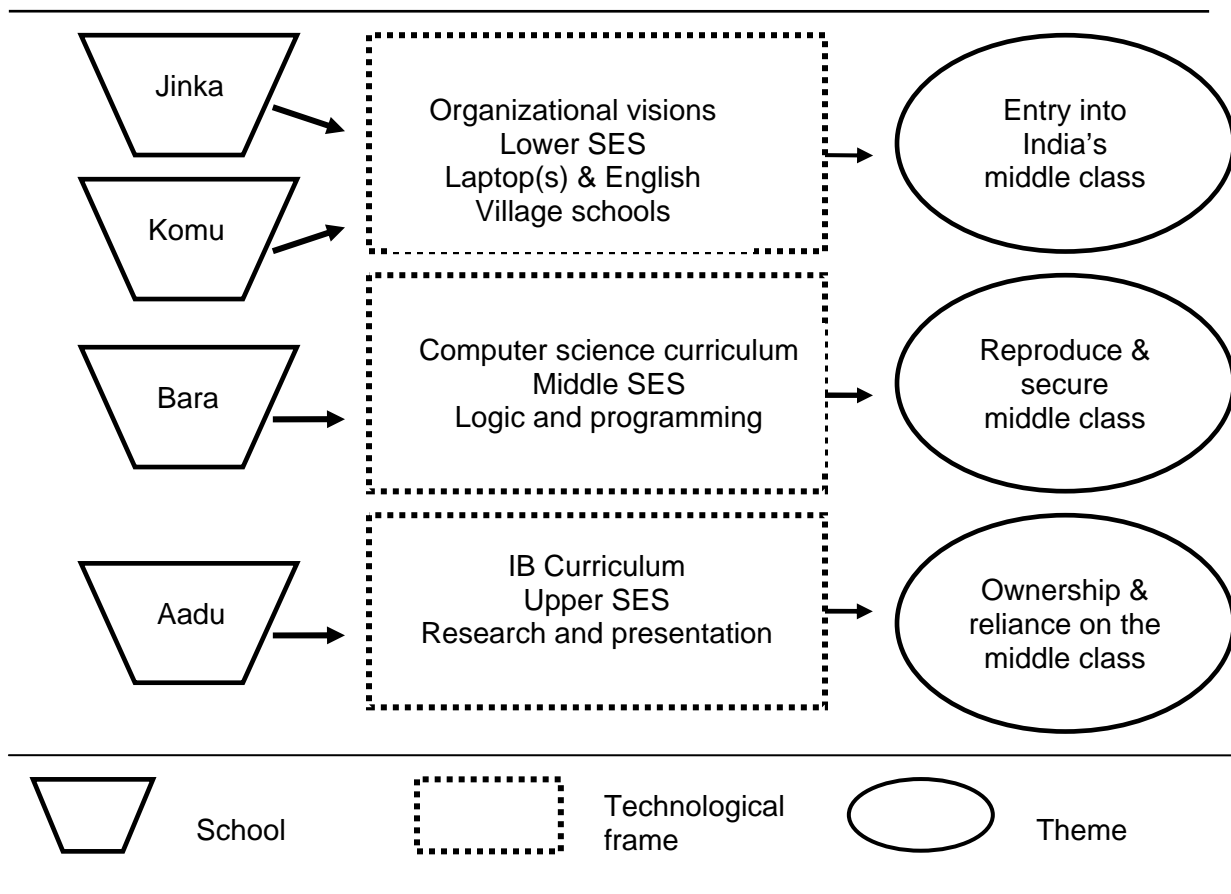 Jinka
Organizational visions
Lower SES
Laptop(s) & English
Village schools
Entry into
India’s
middle class
Komu
Bara
Computer science curriculum
Middle SES
Logic and programming
Reproduce &
secure
middle class
Aadu
IB Curriculum
Upper SES
Research and presentation
Ownership &
reliance on the
middle class
School
Technological
frame
Theme